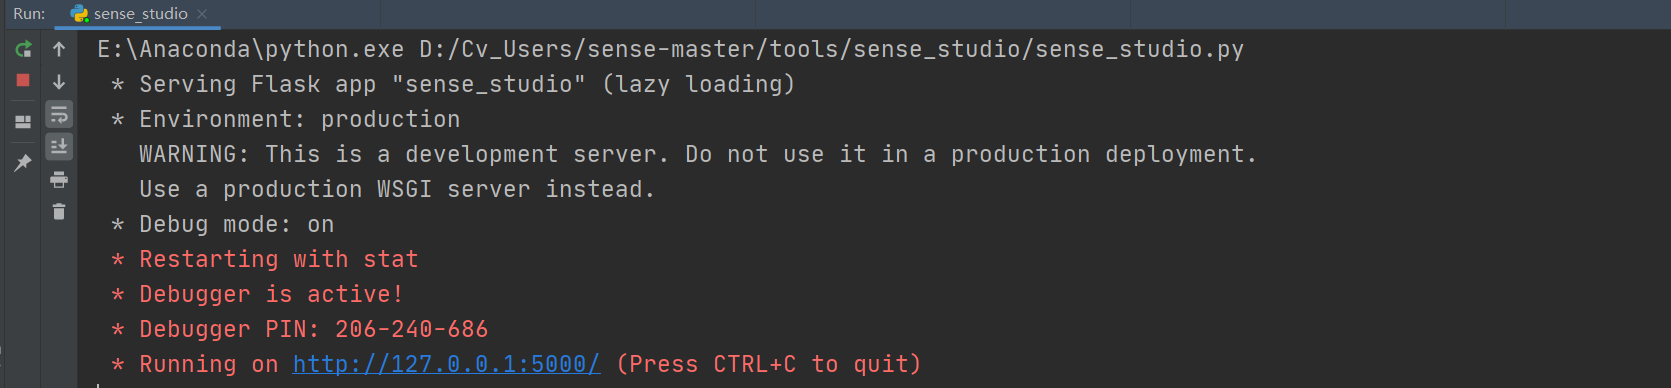 Run: sense_studio
E:\Anaconda\python.exe D:/Cv_Users/sense-master/tools/sense_studio/sense_studio.py
* Serving Flask app "sense_studio" (lazy loading)
* Environment: production
WARNING: This is a development server. Do not use it in a production deployment.
Use a production WSGI server instead.
* Debug mode: on
* Restarting with stat
* Debugger is active!
* Debugger PIN: 206-240-686
* Running on http://127.0.0.1:5000/ (Press CTRL+C to quit)